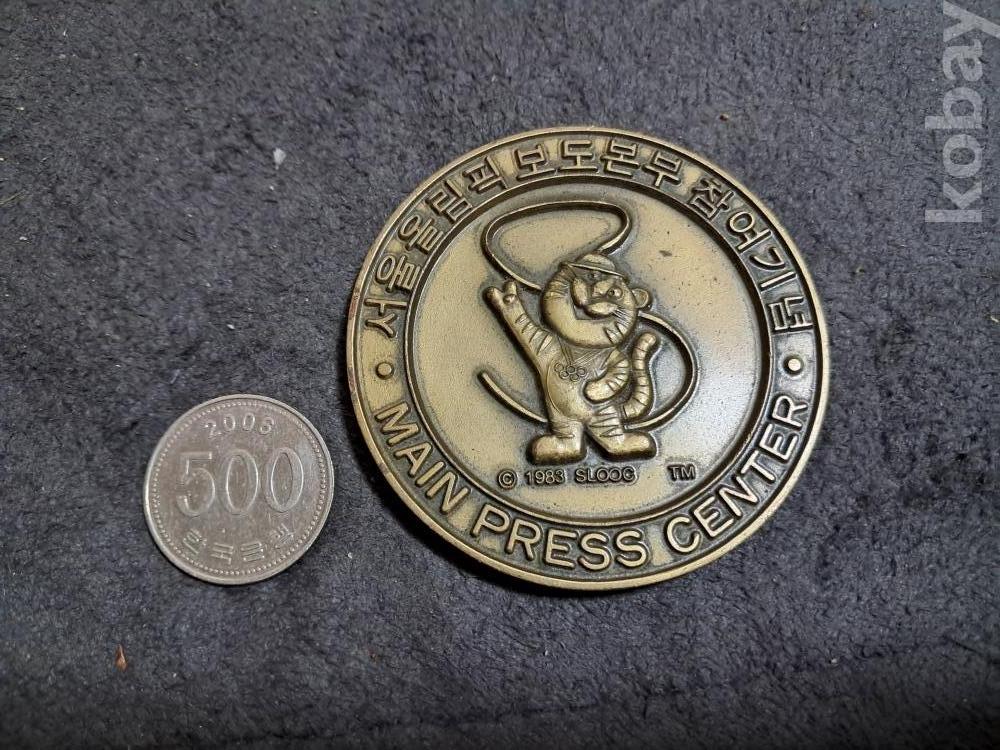 kobay
2006
500
한국은행
서울올림픽 보도본부 참여기념
© 1983 SLOOC TM
MAIN PRESS CENTER